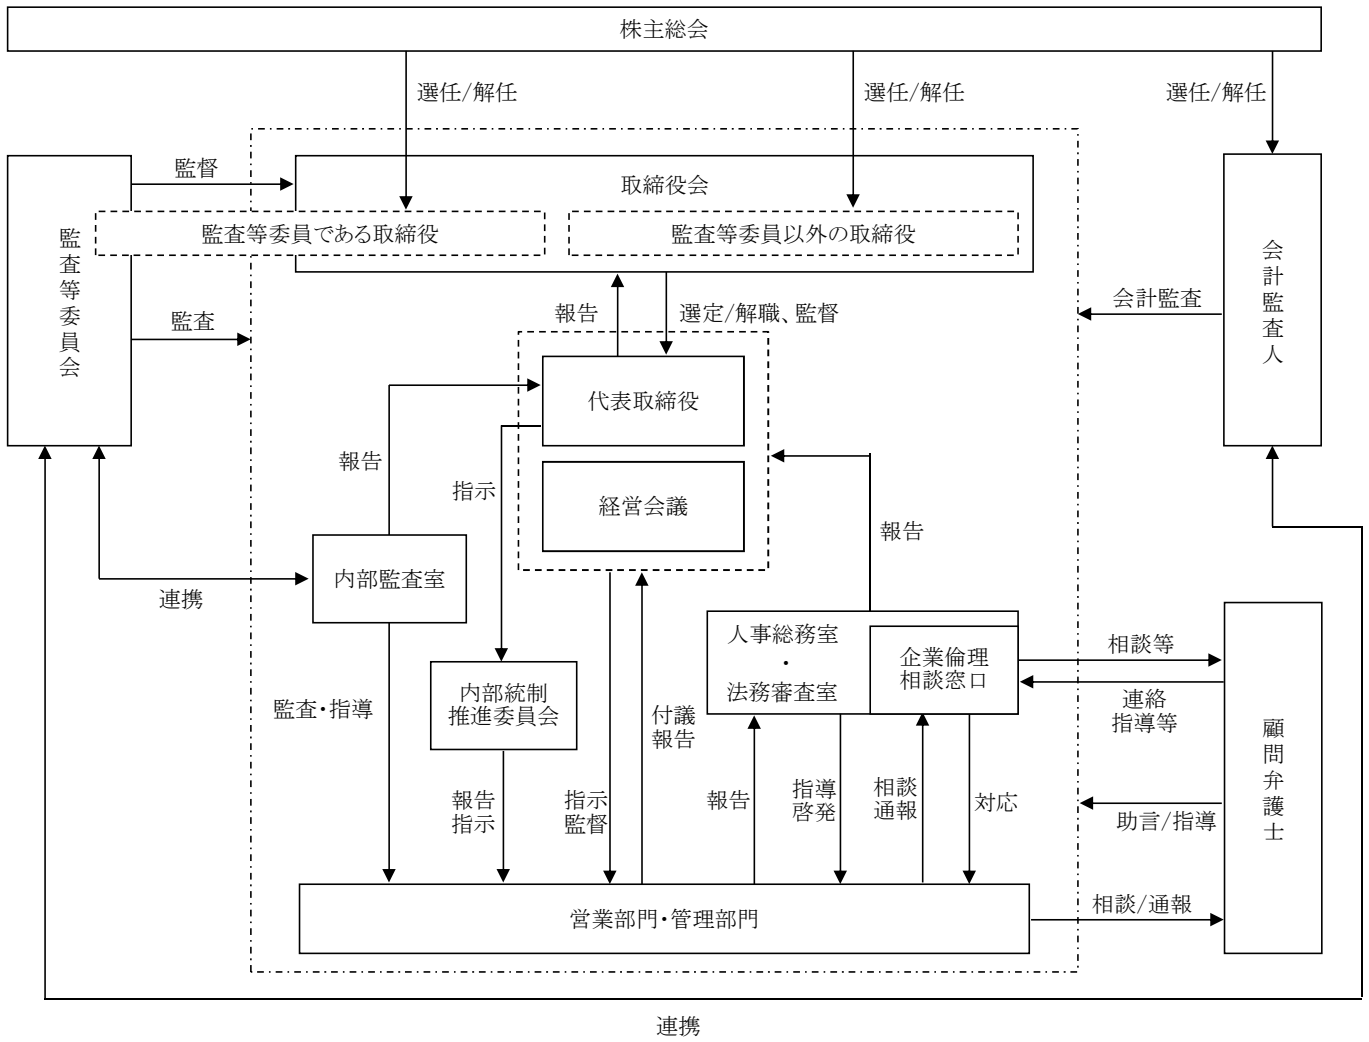 株主総会
選任/解任
選任/解任
選任/解任
監督
取締役会
監査等委員である取締役
監査等委員以外の取締役
監査等委員会
会計監査人
監査
会計監査
報告
選定/解職、監督
代表取締役
報告
指示
経営会議
報告
内部監査室
連携
人事総務室
・
法務審査室
企業倫理
相談窓口
相談等
連絡
指導等
内部統制
推進委員会
監査・指導
付議
報告
顧問弁護士
報告
指示
指示
監督
報告
指導
啓発
相談
通報
対応
助言/指導
営業部門・管理部門
相談/通報
連携